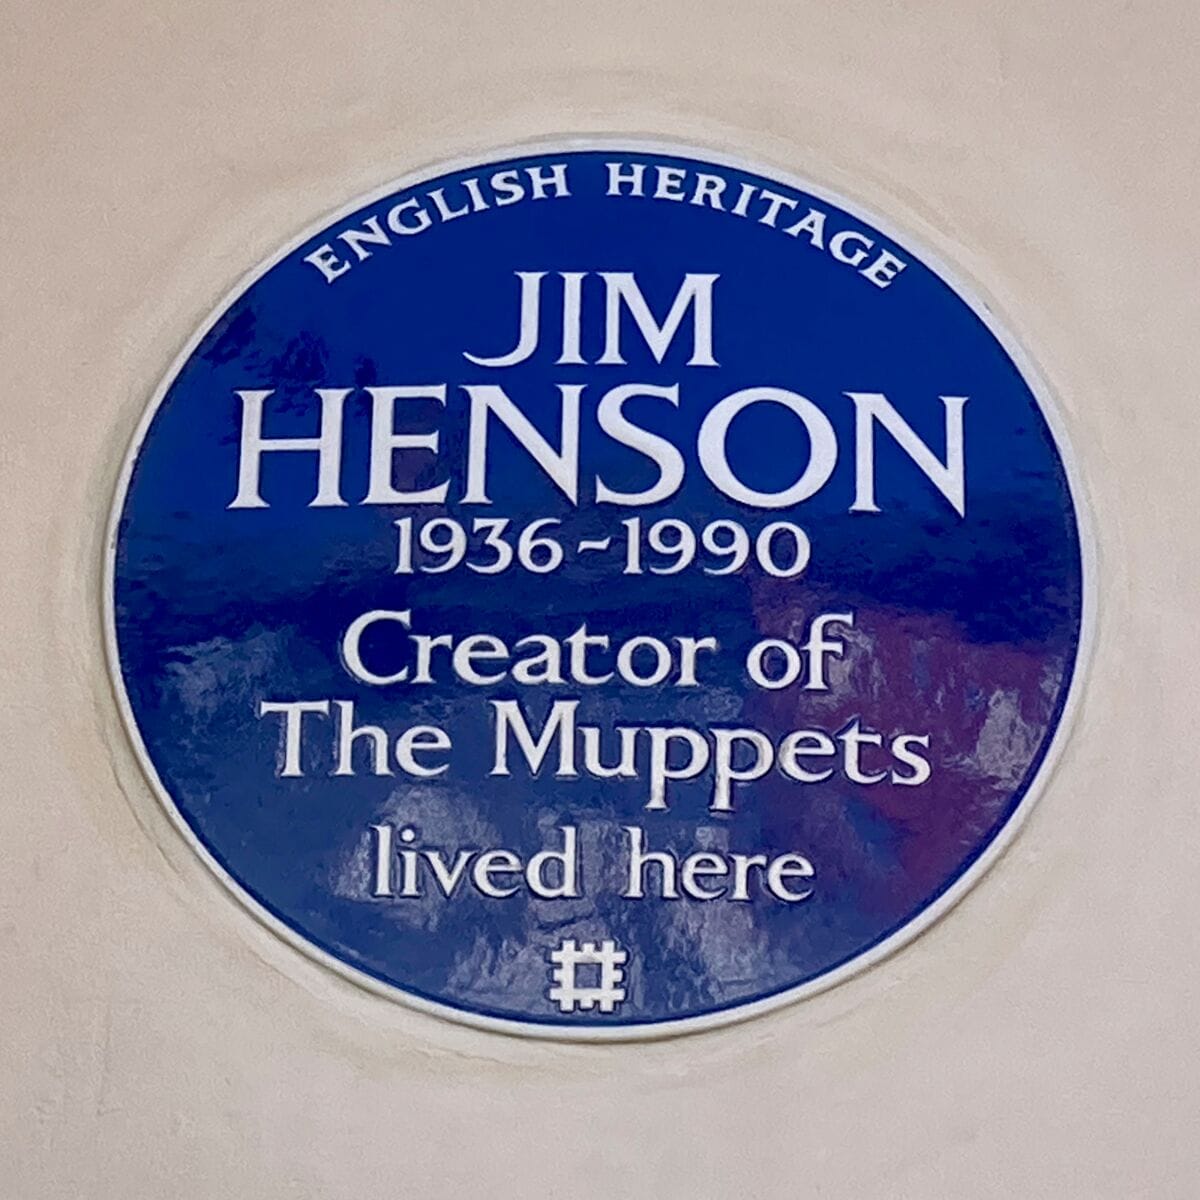 ENGLISH HERITAGE
JIM
HENSON
1936~1990
Creator of
The Muppets
lived here